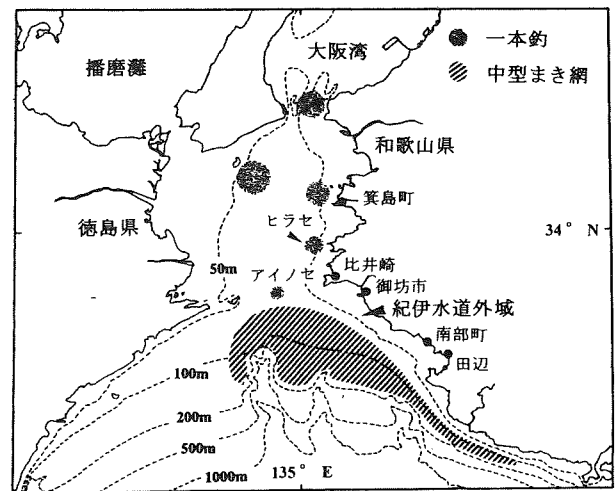 大阪湾
播磨灘
一本釣
中型まき網
和歌山県
箕島町
徳島県
ヒラセ
34° N
比井崎
50m
アイノセ
御坊市
紀伊水道外域
南部町
田辺
100m
200m
500m
1000m
135° E